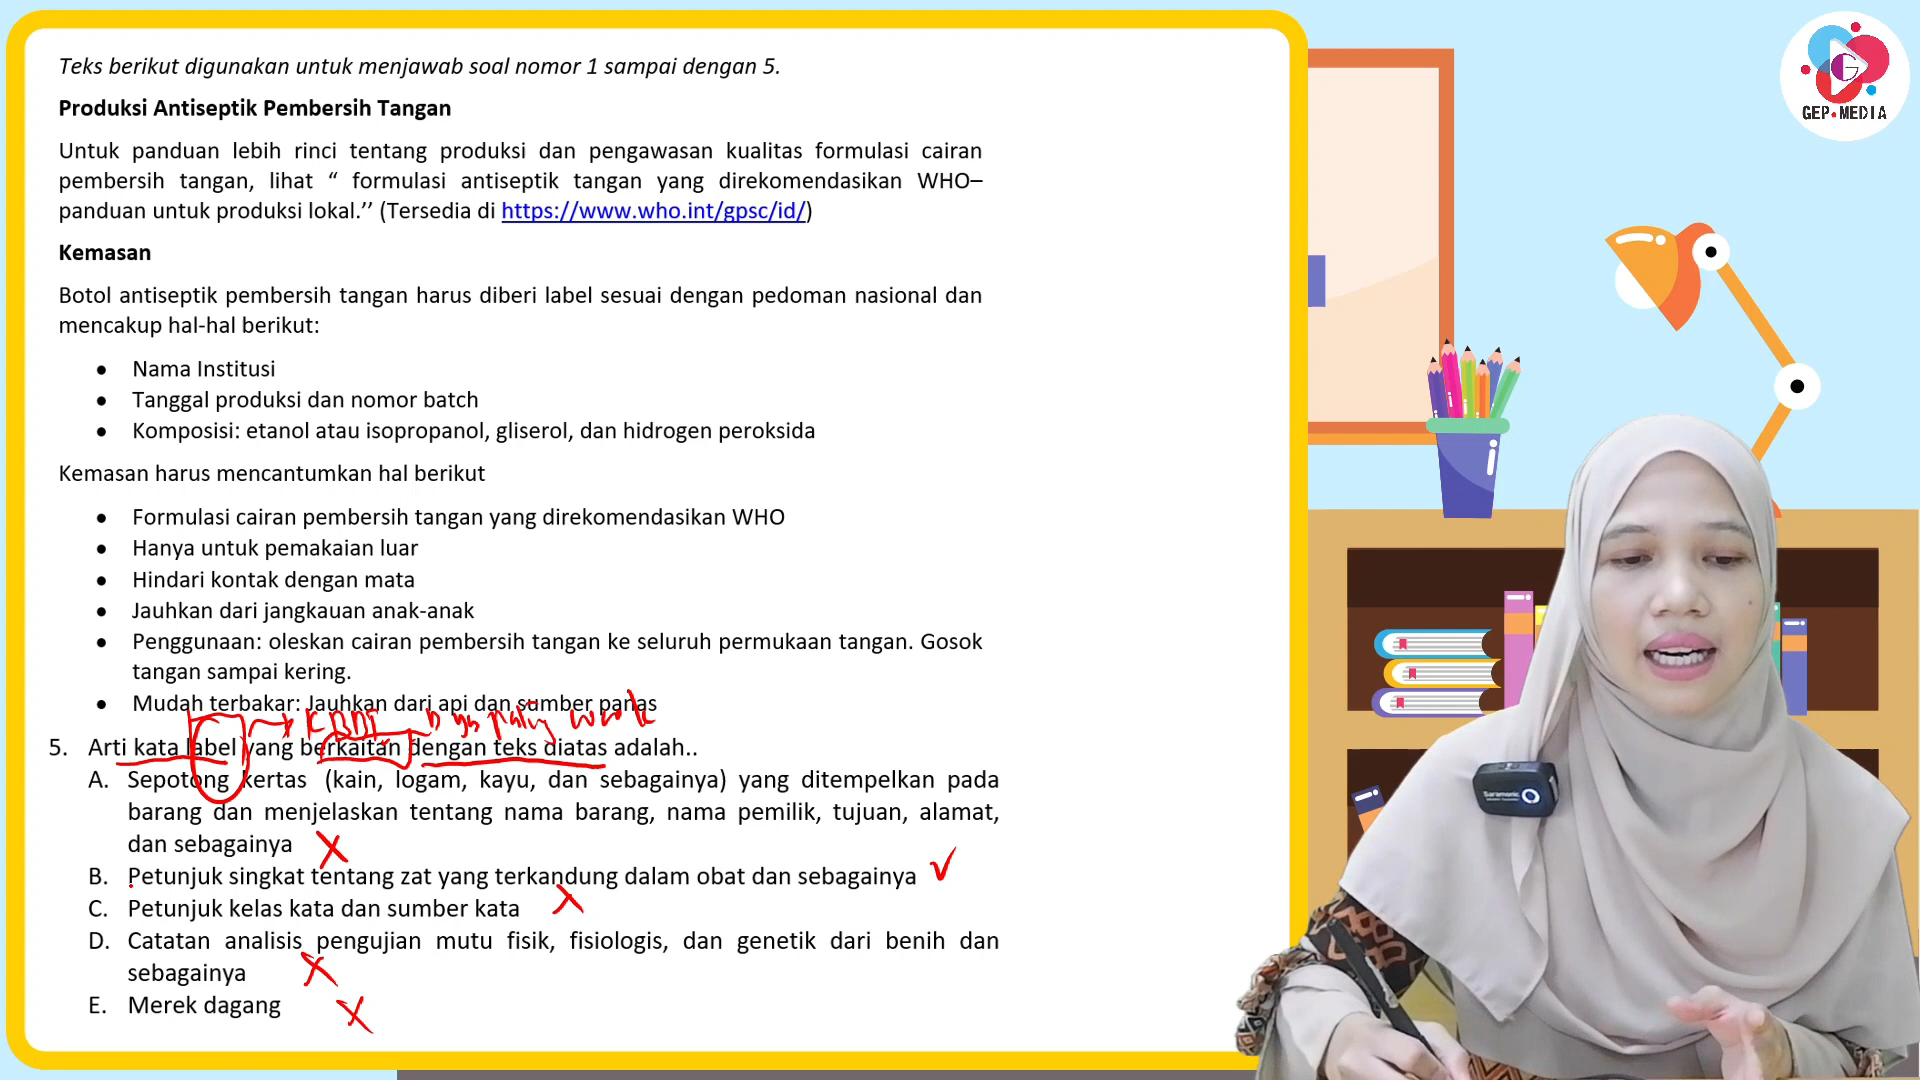 Teks berikut digunakan untuk menjawab soal nomor 1 sampai dengan 5.
Produksi Antiseptik Pembersih Tangan
Untuk panduan lebih rinci tentang produksi dan pengawasan kualitas formulasi cairan
pembersih tangan, lihat “ formulasi antiseptik tangan yang direkomendasikan WHO–
panduan untuk produksi lokal.’’ (Tersedia di https://www.who.int/gpsc/id/)
Kemasan
Botol antiseptik pembersih tangan harus diberi label sesuai dengan pedoman nasional dan
mencakup hal-hal berikut:
• Nama Institusi
• Tanggal produksi dan nomor batch
• Komposisi: etanol atau isopropanol, gliserol, dan hidrogen peroksida
Kemasan harus mencantumkan hal berikut
• Formulasi cairan pembersih tangan yang direkomendasikan WHO
• Hanya untuk pemakaian luar
• Hindari kontak dengan mata
• Jauhkan dari jangkauan anak-anak
• Penggunaan: oleskan cairan pembersih tangan ke seluruh permukaan tangan. Gosok
tangan sampai kering.
• Mudah terbakar: Jauhkan dari api dan sumber panas
KBBI
5. Arti kata label yang berkaitan dengan teks diatas adalah..
A. Sepotong kertas (kain, logam, kayu, dan sebagainya) yang ditempelkan pada
barang dan menjelaskan tentang nama barang, nama pemilik, tujuan, alamat,
dan sebagainya
B. Petunjuk singkat tentang zat yang terkandung dalam obat dan sebagainya
C. Petunjuk kelas kata dan sumber kata
D. Catatan analisis pengujian mutu fisik, fisiologis, dan genetik dari benih dan
sebagainya
E. Merek dagang
G
GEP•MEDIA
Saramonic